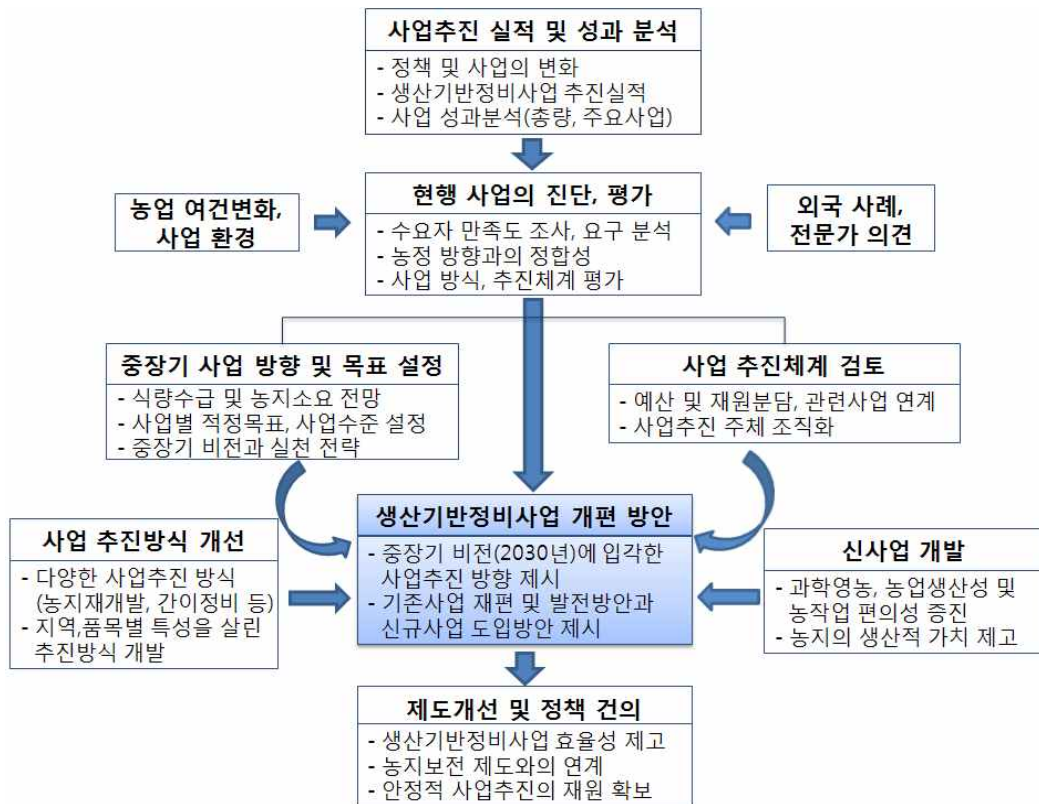 사업추진 실적 및 성과 분석
- 정책 및 사업의 변화
- 생산기반정비사업 추진실적
- 사업 성과분석(총량, 주요사업)
농업 여건변화,
사업 환경
현행 사업의 진단, 평가
- 수요자 만족도 조사, 요구 분석
- 농정 방향과의 정합성
- 사업 방식, 추진체계 평가
외국 사례,
전문가 의견
중장기 사업 방향 및 목표 설정
- 식량수급 및 농지소요 전망
- 사업별 적정목표, 사업수준 설정
- 중장기 비전과 실천 전략
사업 추진체계 검토
- 예산 및 재원분담, 관련사업 연계
- 사업추진 주체 조직화
사업 추진방식 개선
- 다양한 사업추진 방식
(농지재개발, 간이정비 등)
- 지역,품목별 특성을 살린
추진방식 개발
생산기반정비사업 개편 방안
- 중장기 비전(2030년)에 입각한
사업추진 방향 제시
- 기존사업 재편 및 발전방안과
신규사업 도입방안 제시
신사업 개발
- 과학영농, 농업생산성 및
농작업 편의성 증진
- 농지의 생산적 가치 제고
제도개선 및 정책 건의
- 생산기반정비사업 효율성 제고
- 농지보전 제도와의 연계
- 안정적 사업추진의 재원 확보